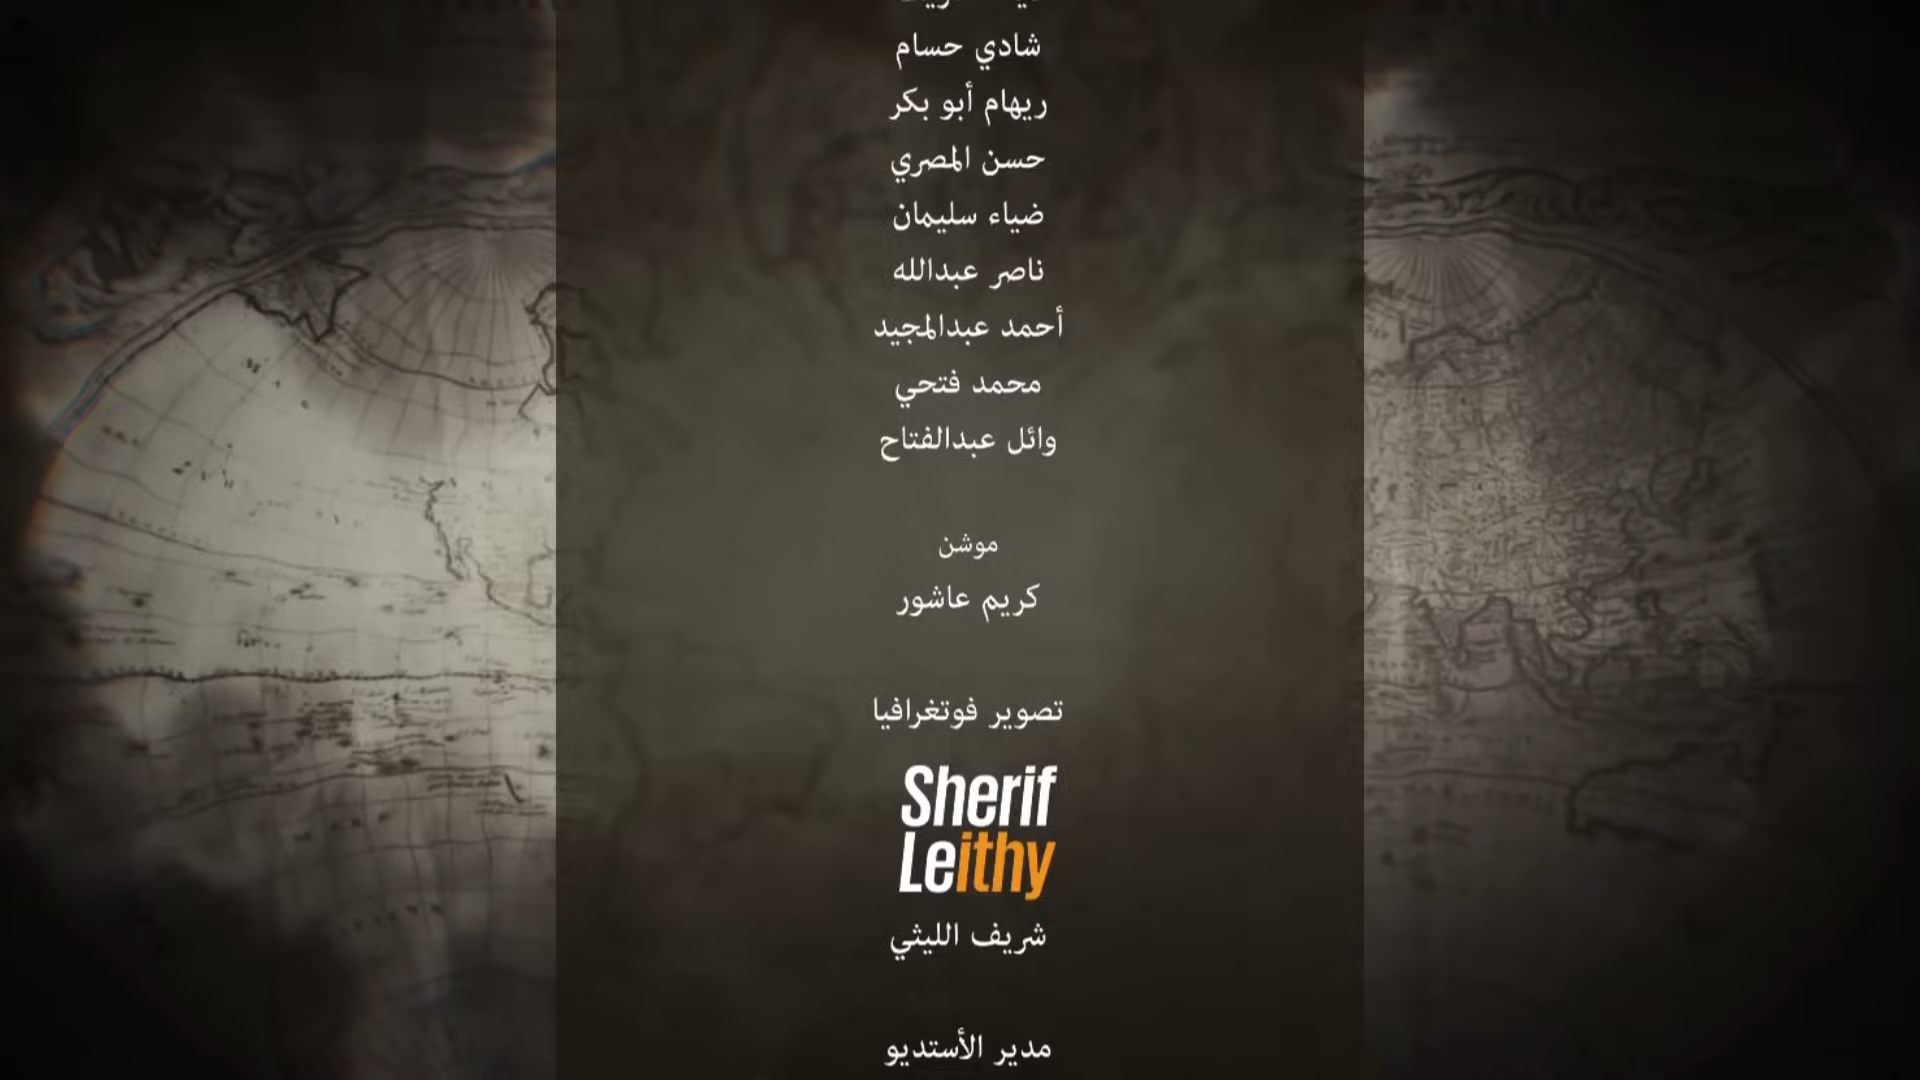 شادي حسام
ريهام أبو بكر
حسن المصري
ضياء سليمان
ناصر عبدالله
أحمد عبدالمجيد
محمد فتحي
وائل عبدالفتاح
موشن
كريم عاشور
تصوير فوتغرافيا
Sherif
Leithy
شريف الليثي
مدير الأستديو